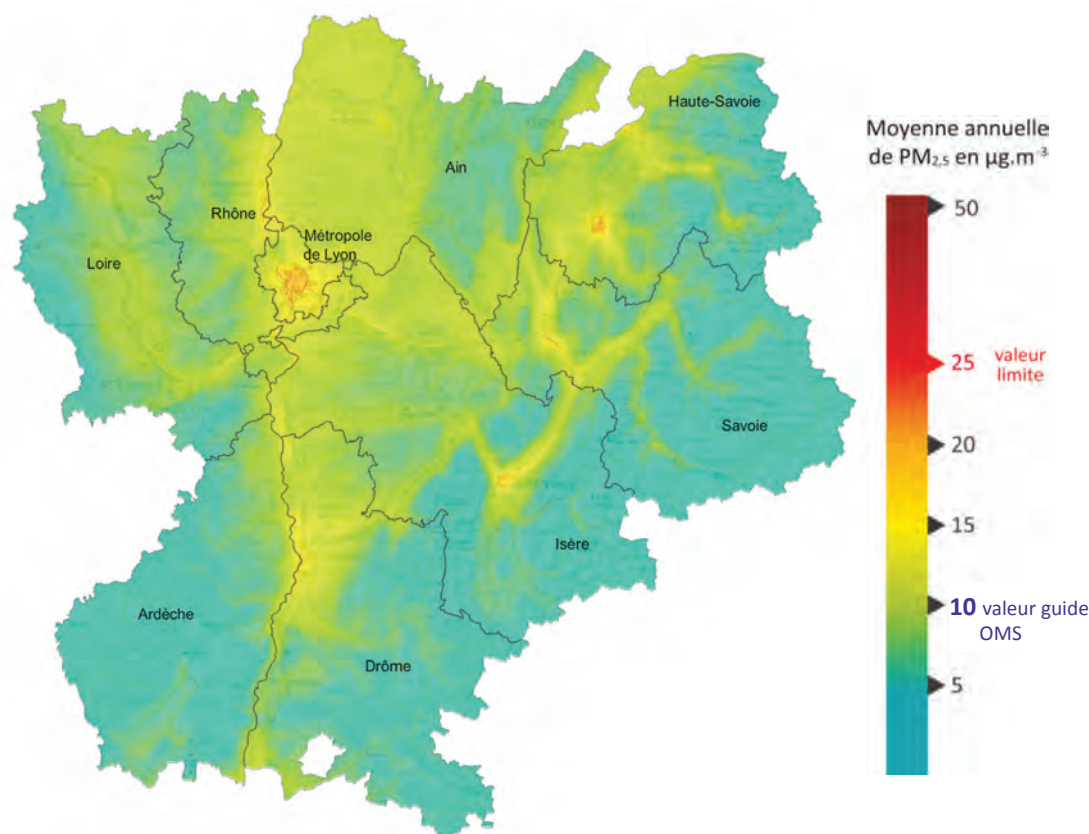 Haute-Savoie
Ain
Rhône
Métropole
de Lyon
Loire
Savoie
Isère
Ardèche
Drôme
Moyenne annuelle
de PM2,5 en µg.m⁻³
50
25 valeur
limite
20
15
10 valeur guide
OMS
5